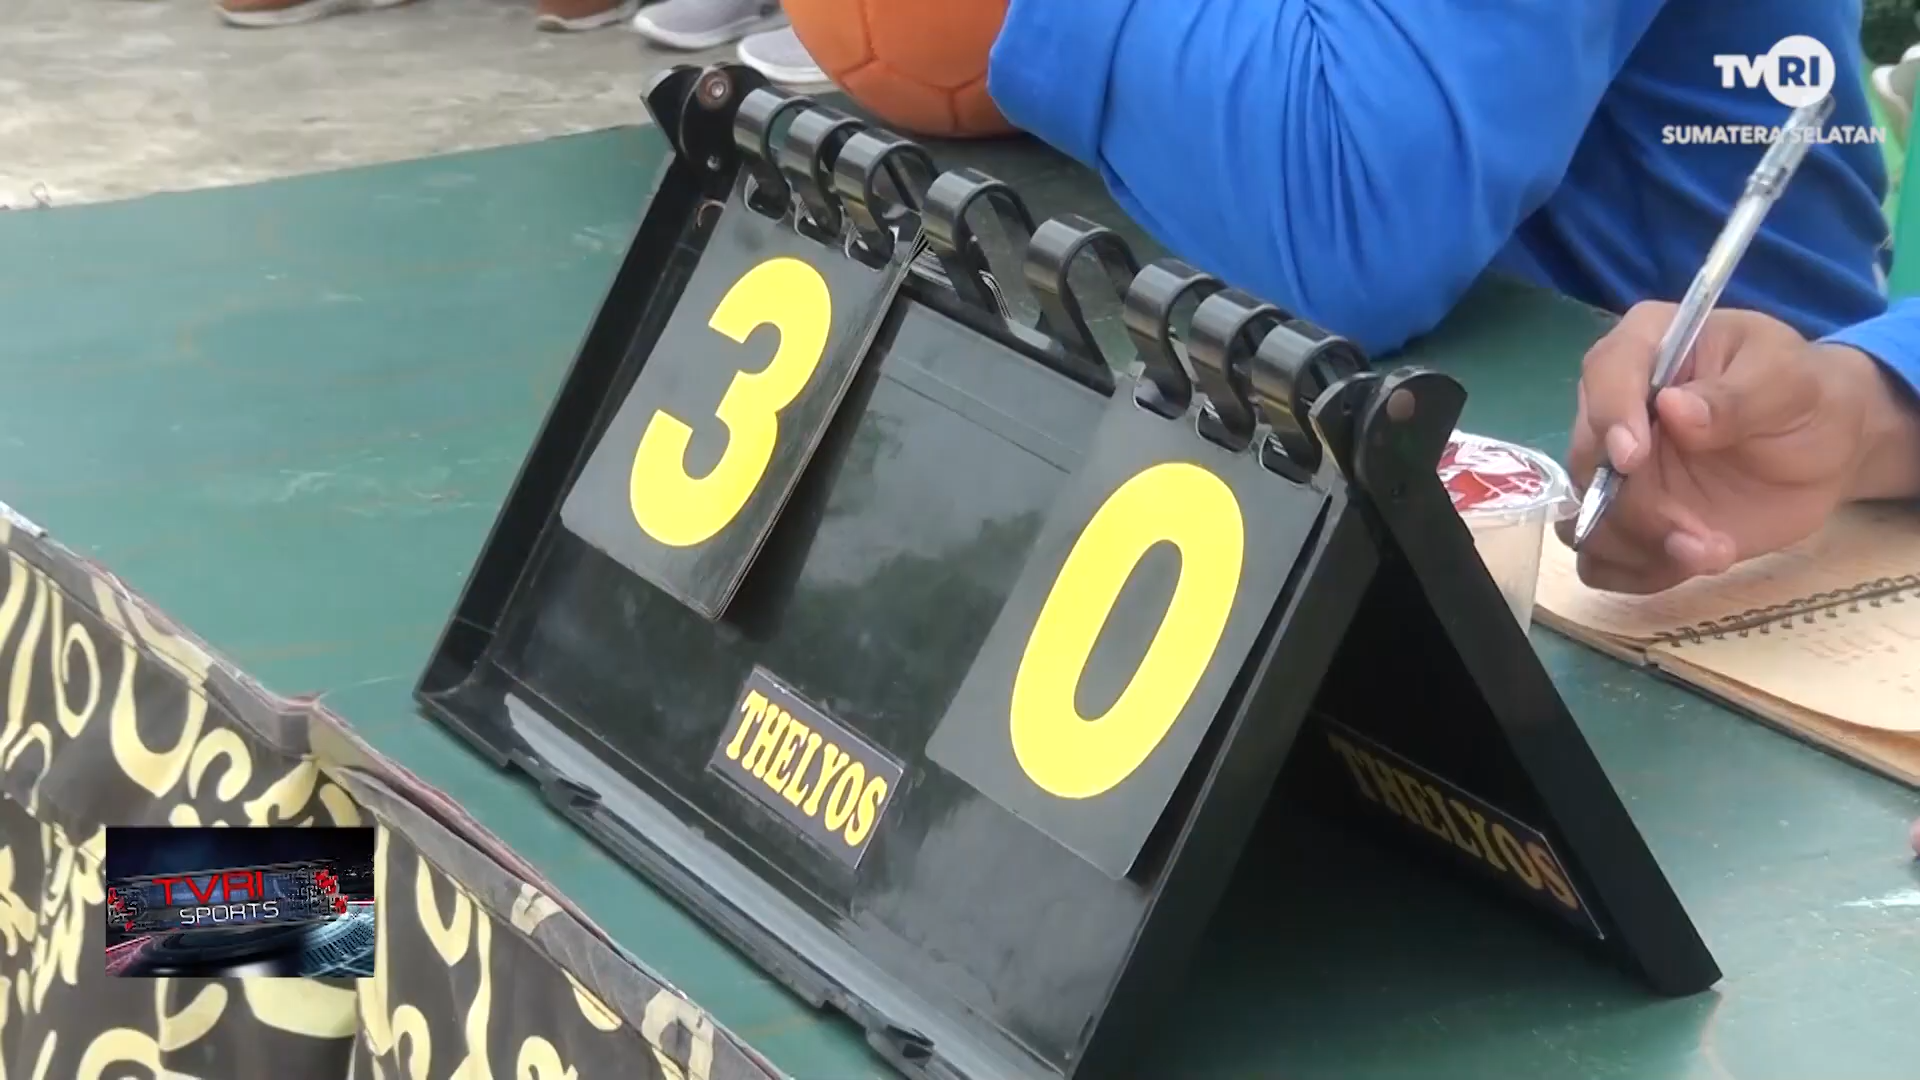 TVRI
SUMATERA SELATAN
3 0
THELYOS
THELYOS
TVRI
SPORTS